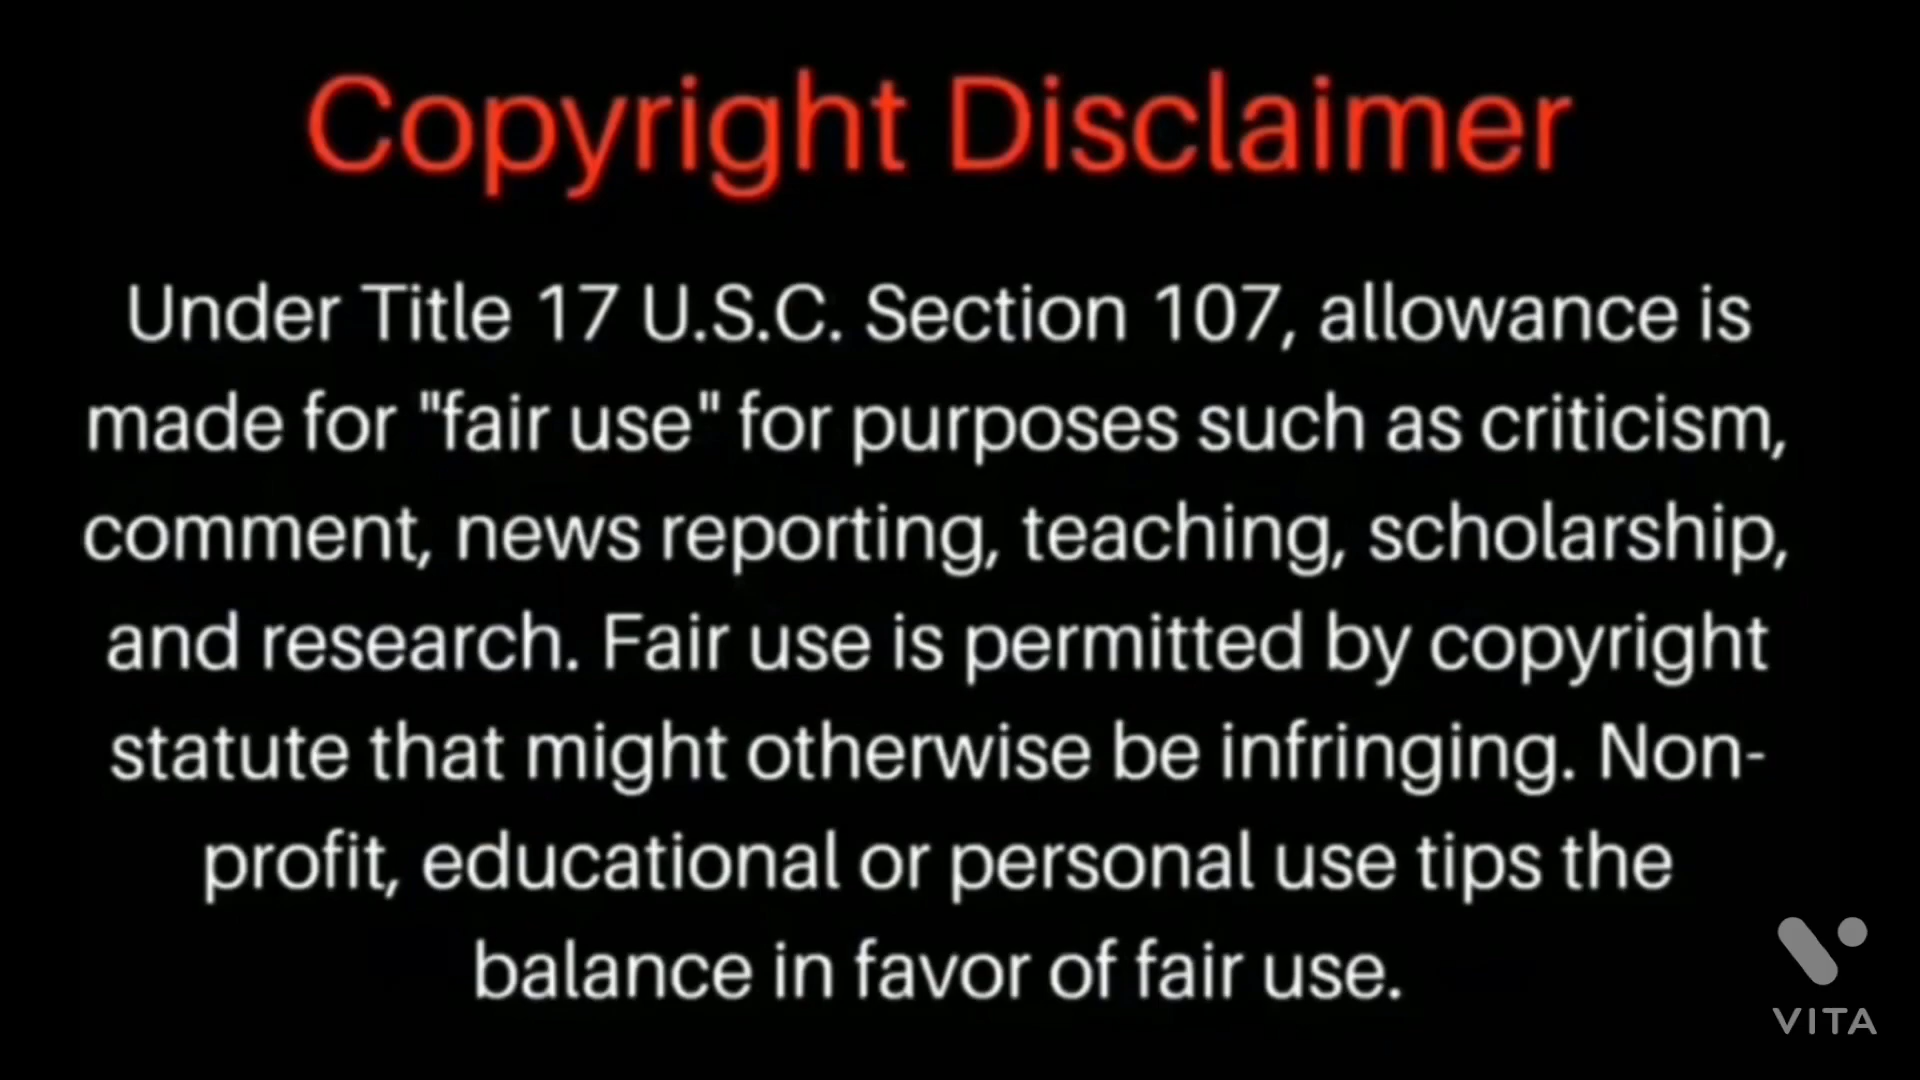 Copyright Disclaimer
Under Title 17 U.S.C. Section 107, allowance is
made for "fair use" for purposes such as criticism,
comment, news reporting, teaching, scholarship,
and research. Fair use is permitted by copyright
statute that might otherwise be infringing. Non-
profit, educational or personal use tips the
balance in favor of fair use.
VITA